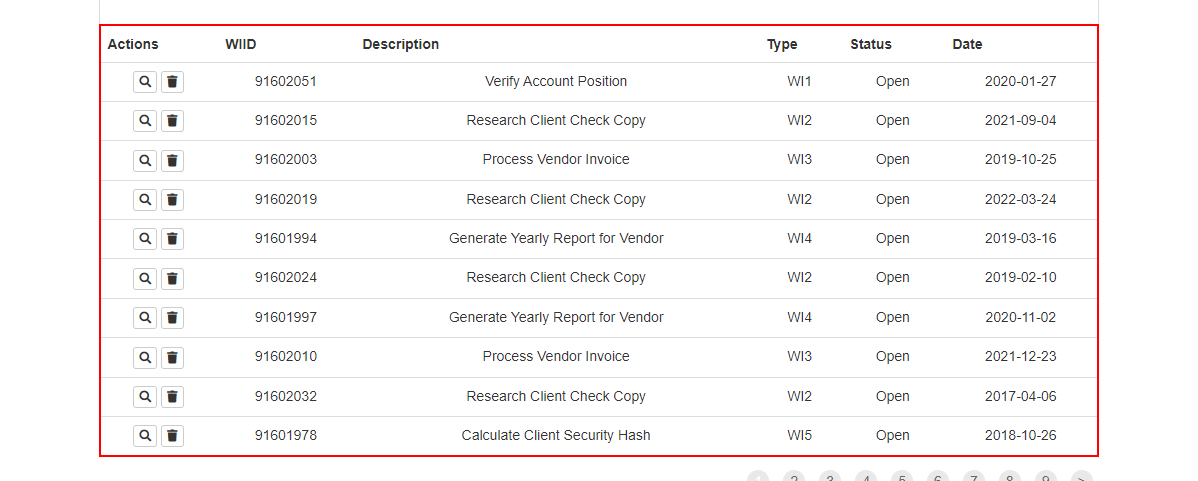 Actions WIID Description Type Status Date
91602051 Verify Account Position WI1 Open 2020-01-27
91602015 Research Client Check Copy WI2 Open 2021-09-04
91602003 Process Vendor Invoice WI3 Open 2019-10-25
91602019 Research Client Check Copy WI2 Open 2022-03-24
91601994 Generate Yearly Report for Vendor WI4 Open 2019-03-16
91602024 Research Client Check Copy WI2 Open 2019-02-10
91601997 Generate Yearly Report for Vendor WI4 Open 2020-11-02
91602010 Process Vendor Invoice WI3 Open 2021-12-23
91602032 Research Client Check Copy WI2 Open 2017-04-06
91601978 Calculate Client Security Hash WI5 Open 2018-10-26
1 2 3 4 5 6 7 8 9 >